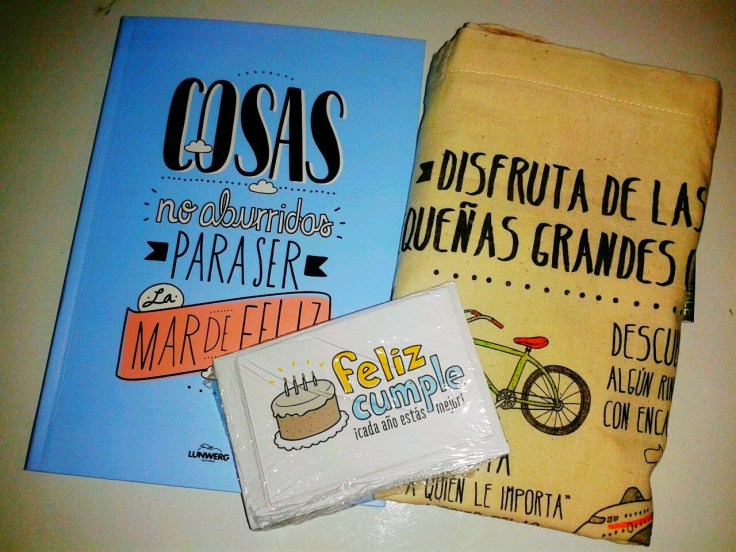 COSAS
no aburridas
PARA SER
La
MAR DE FELIZ
LUNWERG
DISFRUTA DE LAS
QUEÑAS GRANDES
DESCU
ALGÚN RIN
CON ENCA
A QUIEN LE IMPORTA"
feliz
cumple
¡cada año estás mejor!